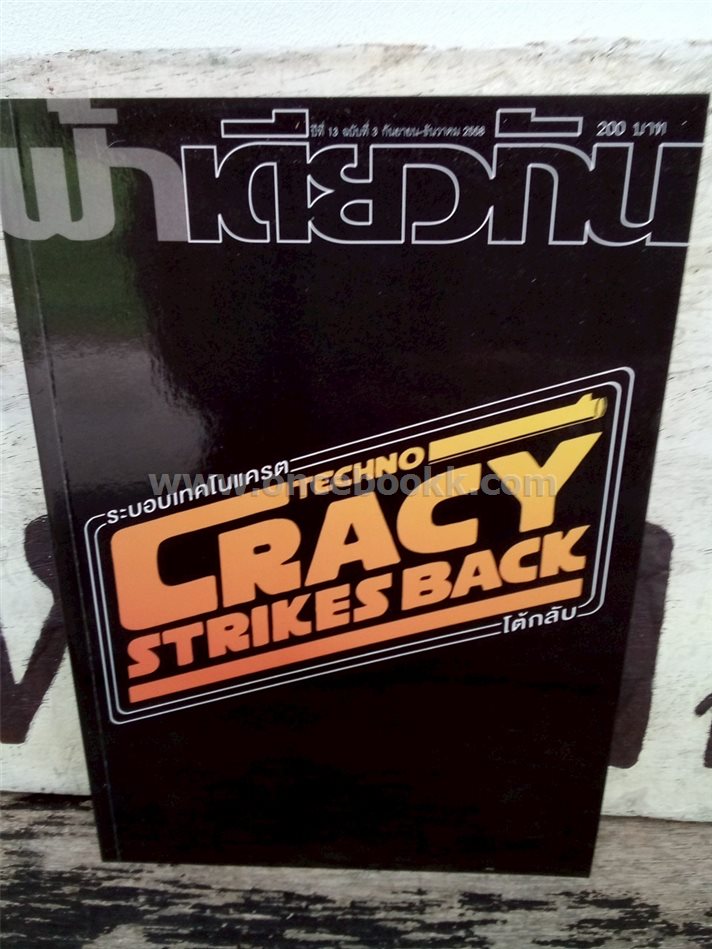 ปีที่ 13 ฉบับที่ 3 กันยายน-ธันวาคม 2558
200 บาท
ฟ้าเดียวกัน
ระบอบเทคโนแครต
TECHNO
CRACY
STRIKES BACK
โต้กลับ
www.onceebookk.com